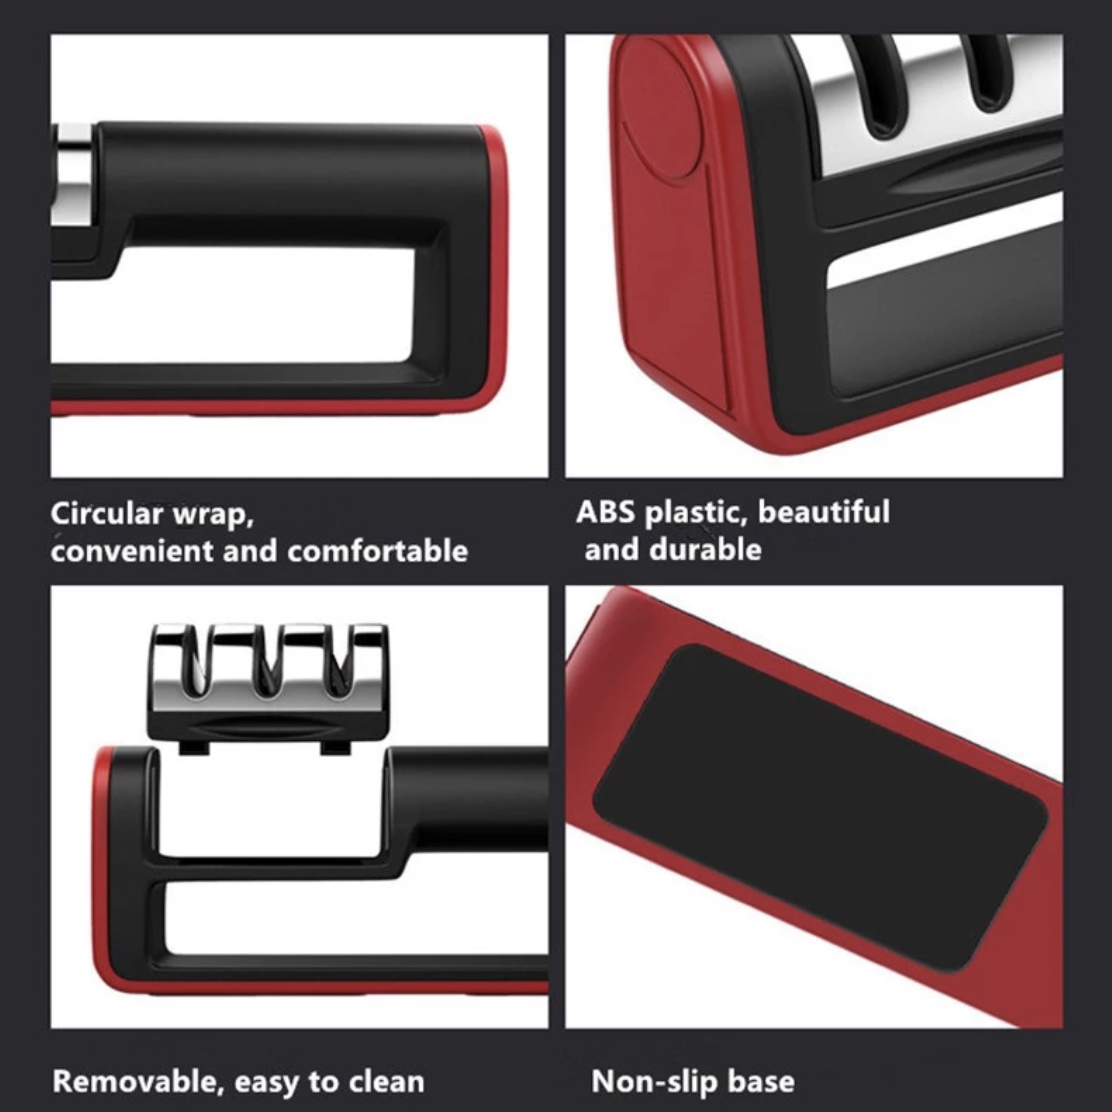 Circular wrap,
convenient and comfortable
ABS plastic, beautiful
and durable
Removable, easy to clean
Non-slip base